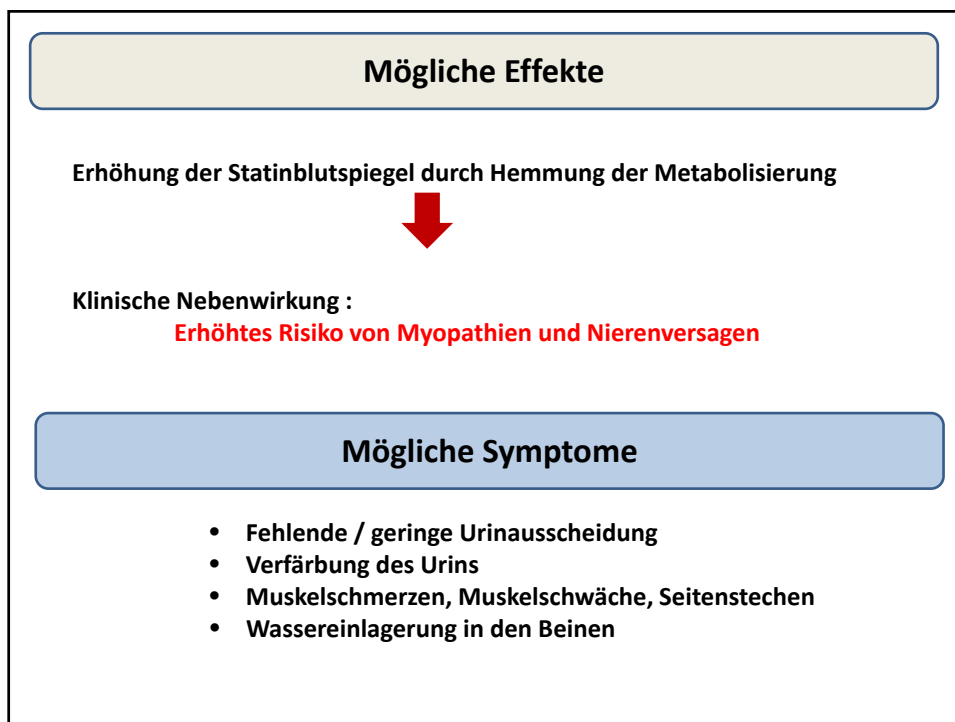 Mögliche Effekte
Erhöhung der Statinblutspiegel durch Hemmung der Metabolisierung
Klinische Nebenwirkung :
Erhöhtes Risiko von Myopathien und Nierenversagen
Mögliche Symptome
• Fehlende / geringe Urinausscheidung
• Verfärbung des Urins
• Muskelschmerzen, Muskelschwäche, Seitenstechen
• Wassereinlagerung in den Beinen